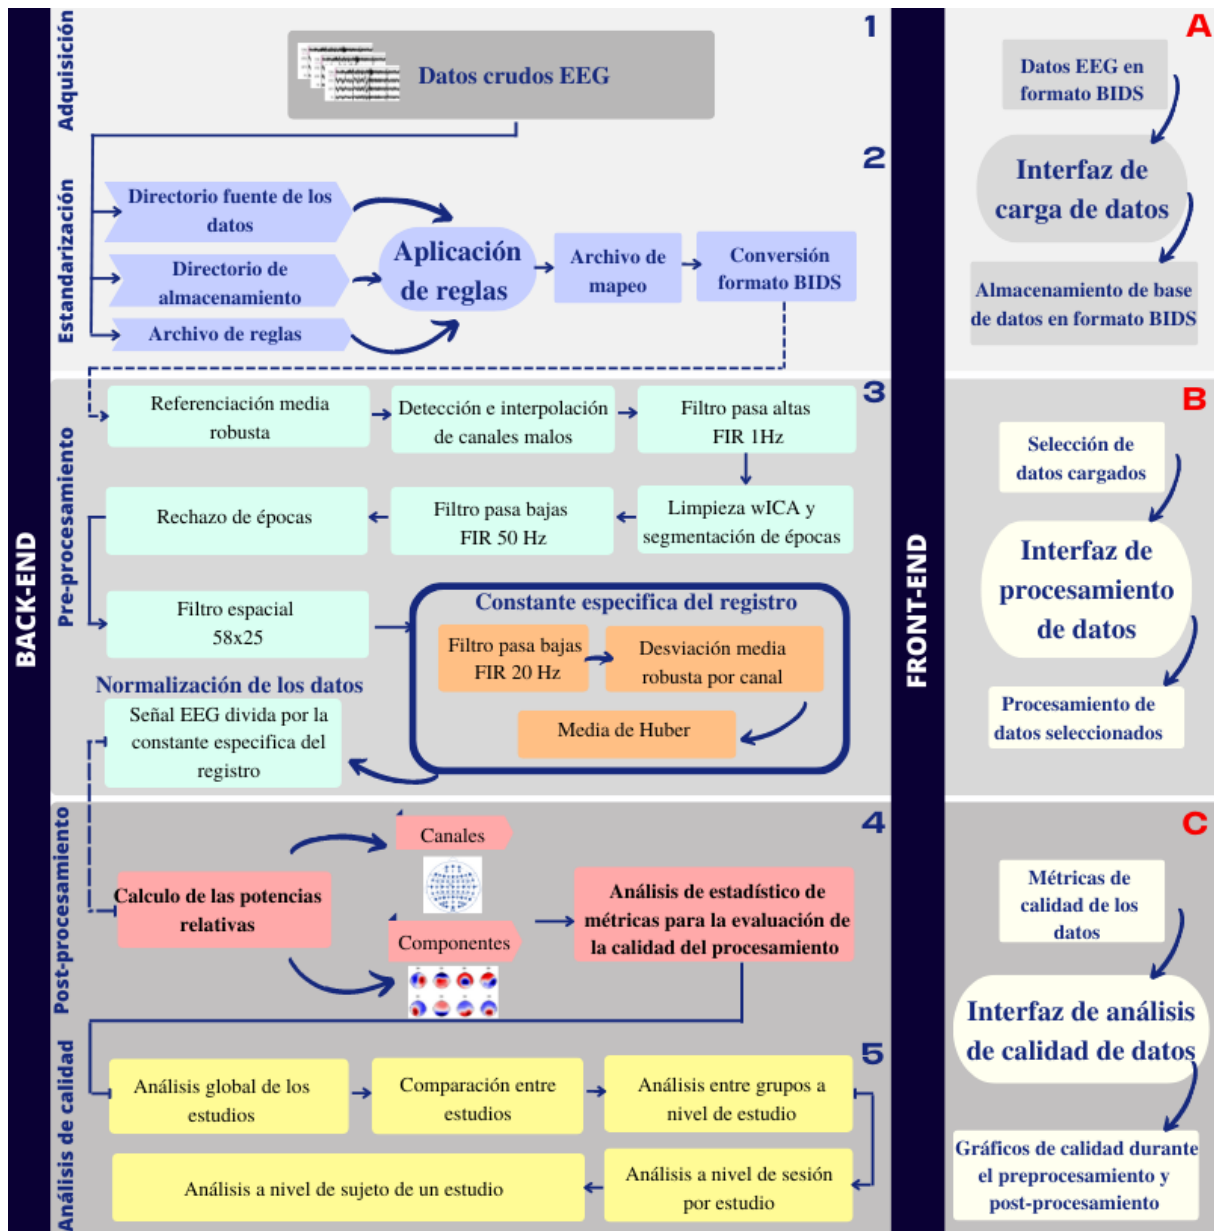 BACK-END
Adquisición
1
Datos crudos EEG
Estandarización
2
Directorio fuente de los
datos
Directorio de
almacenamiento
Archivo de reglas
Aplicación
de reglas
Archivo de
mapeo
Conversión
formato BIDS
Pre-procesamiento
3
Referenciación media
robusta
Detección e interpolación
de canales malos
Filtro pasa altas
FIR 1Hz
Limpieza wICA y
segmentación de épocas
Filtro pasa bajas
FIR 50 Hz
Rechazo de épocas
Filtro espacial
58x25
Constante especifica del registro
Filtro pasa bajas
FIR 20 Hz
Desviación media
robusta por canal
Media de Huber
Normalización de los datos
Señal EEG divida por la
constante especifica del
registro
Post-procesamiento
4
Calculo de las potencias
relativas
Canales
Componentes
Análisis de estadístico de
métricas para la evaluación de
la calidad del procesamiento
Análisis de calidad
5
Análisis global de los
estudios
Comparación entre
estudios
Análisis entre grupos a
nivel de estudio
Análisis a nivel de sesión
por estudio
Análisis a nivel de sujeto de un estudio
FRONT-END
A
Datos EEG en
formato BIDS
Interfaz de
carga de datos
Almacenamiento de base
de datos en formato BIDS
B
Selección de
datos cargados
Interfaz de
procesamiento
de datos
Procesamiento de
datos seleccionados
C
Métricas de
calidad de los
datos
Interfaz de análisis
de calidad de datos
Gráficos de calidad durante
el preprocesamiento y
post-procesamiento